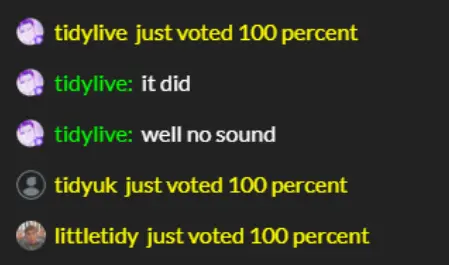 tidylive just voted 100 percent
tidylive: it did
tidylive: well no sound
tidyuk just voted 100 percent
littletidy just voted 100 percent